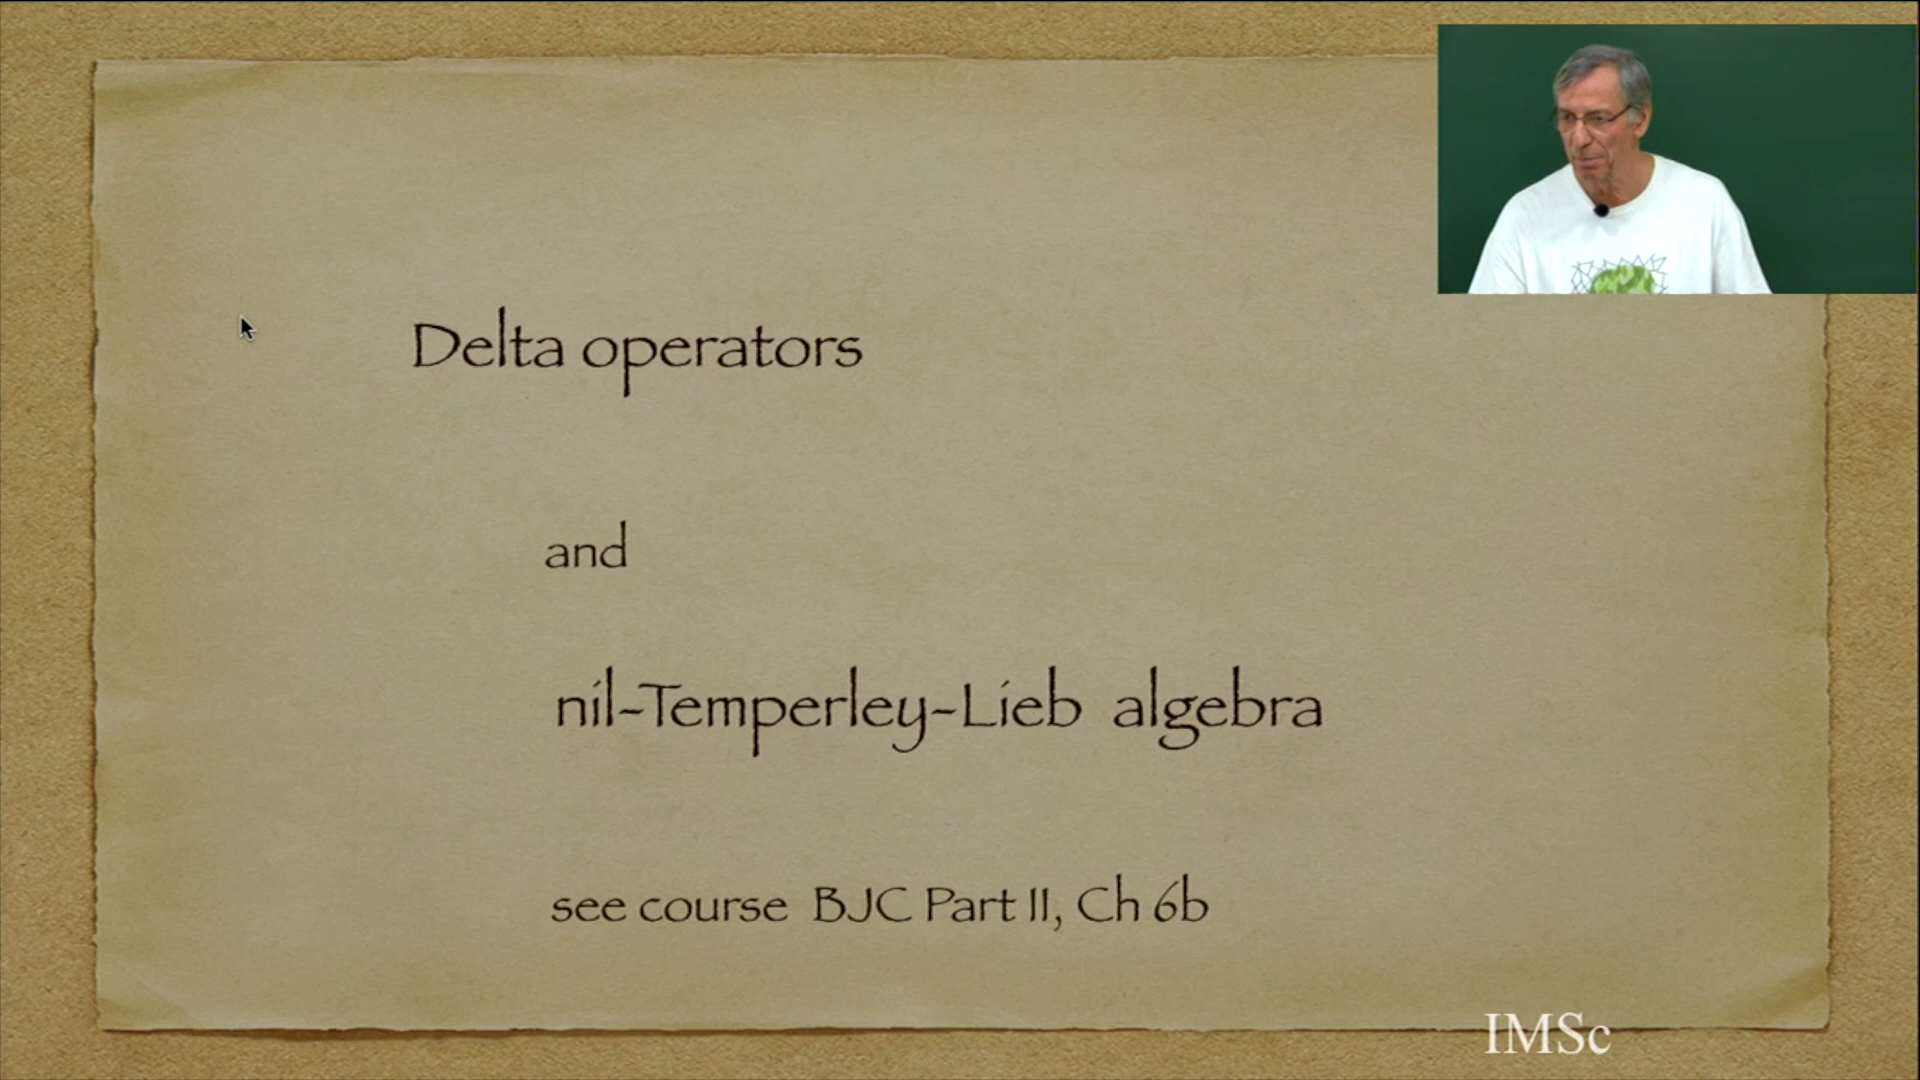 Delta operators
and
nil-Temperley-Lieb algebra
see course BJC Part II, Ch 6b
IMSc